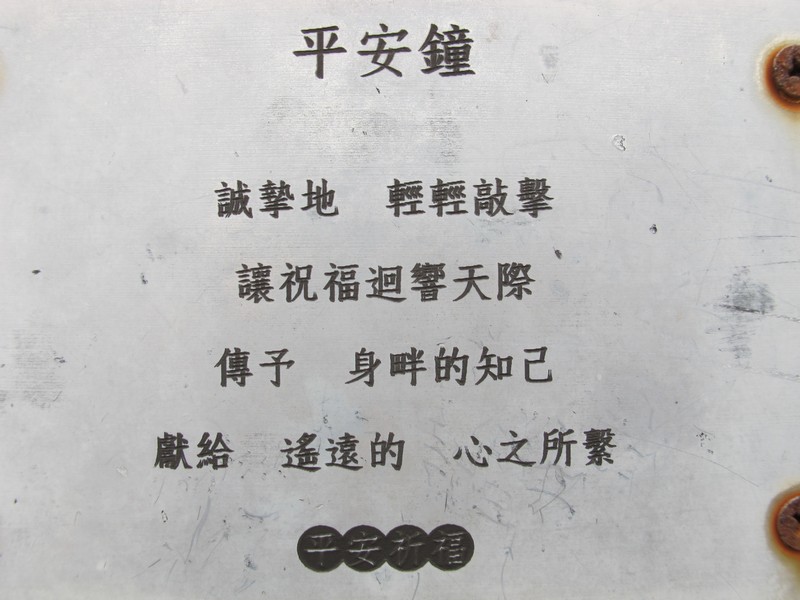 平安鐘
誠摯地　輕輕敲擊
讓祝福迴響天際
傳予　身畔的知己
獻給　遙遠的　心之所繫
平安祈福